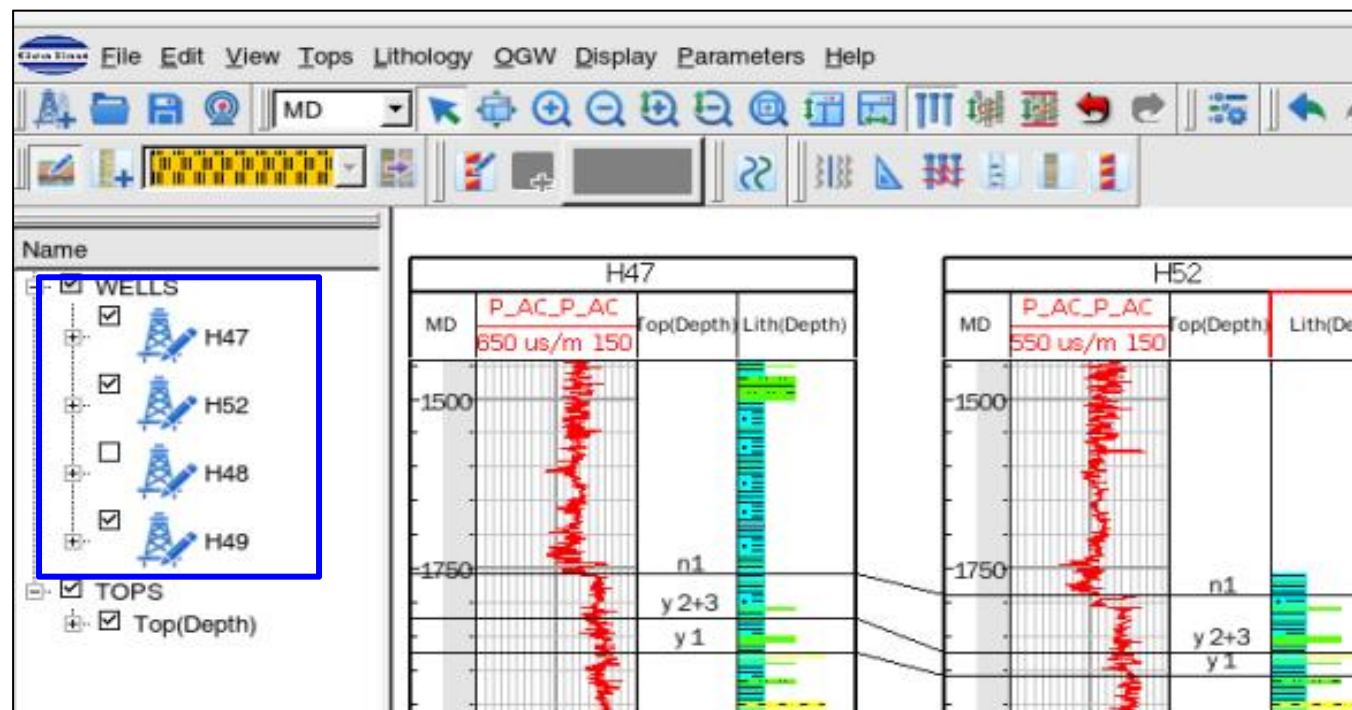 File Edit View Tops Lithology OGW Display Parameters Help
MD
Name
WELLS
H47
H52
H48
H49
TOPS
Top(Depth)
H47
MD P_AC_P_AC Top(Depth) Lith(Depth)
650 us/m 150
1500
1750
n1
y 2+3
y 1
H52
MD P_AC_P_AC Top(Depth) Lith(De
550 us/m 150
1500
1750
n1
y 2+3
y 1